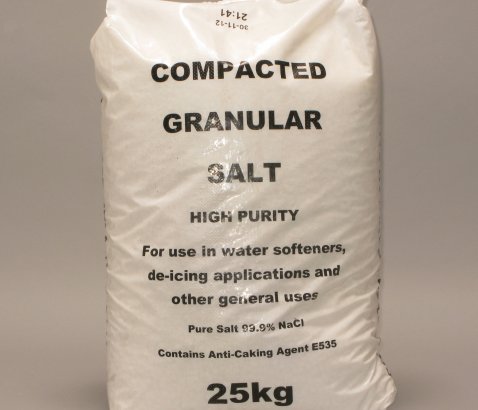 21:41
30-11-12
COMPACTED
GRANULAR
SALT
HIGH PURITY
For use in water softeners,
de-icing applications and
other general uses
Pure Salt 99.9% NaCl
Contains Anti-Caking Agent E535
25kg